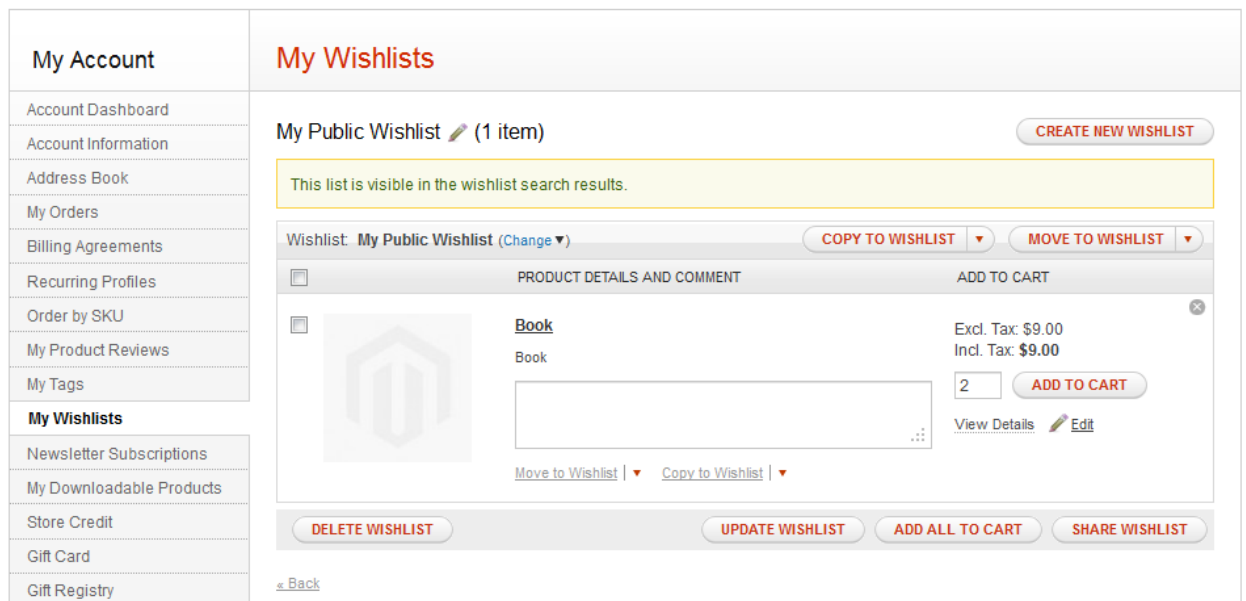 My Account
Account Dashboard
Account Information
Address Book
My Orders
Billing Agreements
Recurring Profiles
Order by SKU
My Product Reviews
My Tags
My Wishlists
Newsletter Subscriptions
My Downloadable Products
Store Credit
Gift Card
Gift Registry
My Wishlists
My Public Wishlist (1 item)
CREATE NEW WISHLIST
This list is visible in the wishlist search results.
Wishlist: My Public Wishlist (Change ▼)
COPY TO WISHLIST ▼
MOVE TO WISHLIST ▼
PRODUCT DETAILS AND COMMENT
ADD TO CART
Book
Book
Move to Wishlist | ▼ Copy to Wishlist | ▼
Excl. Tax: $9.00
Incl. Tax: $9.00
2 ADD TO CART
View Details Edit
DELETE WISHLIST
UPDATE WISHLIST
ADD ALL TO CART
SHARE WISHLIST
« Back